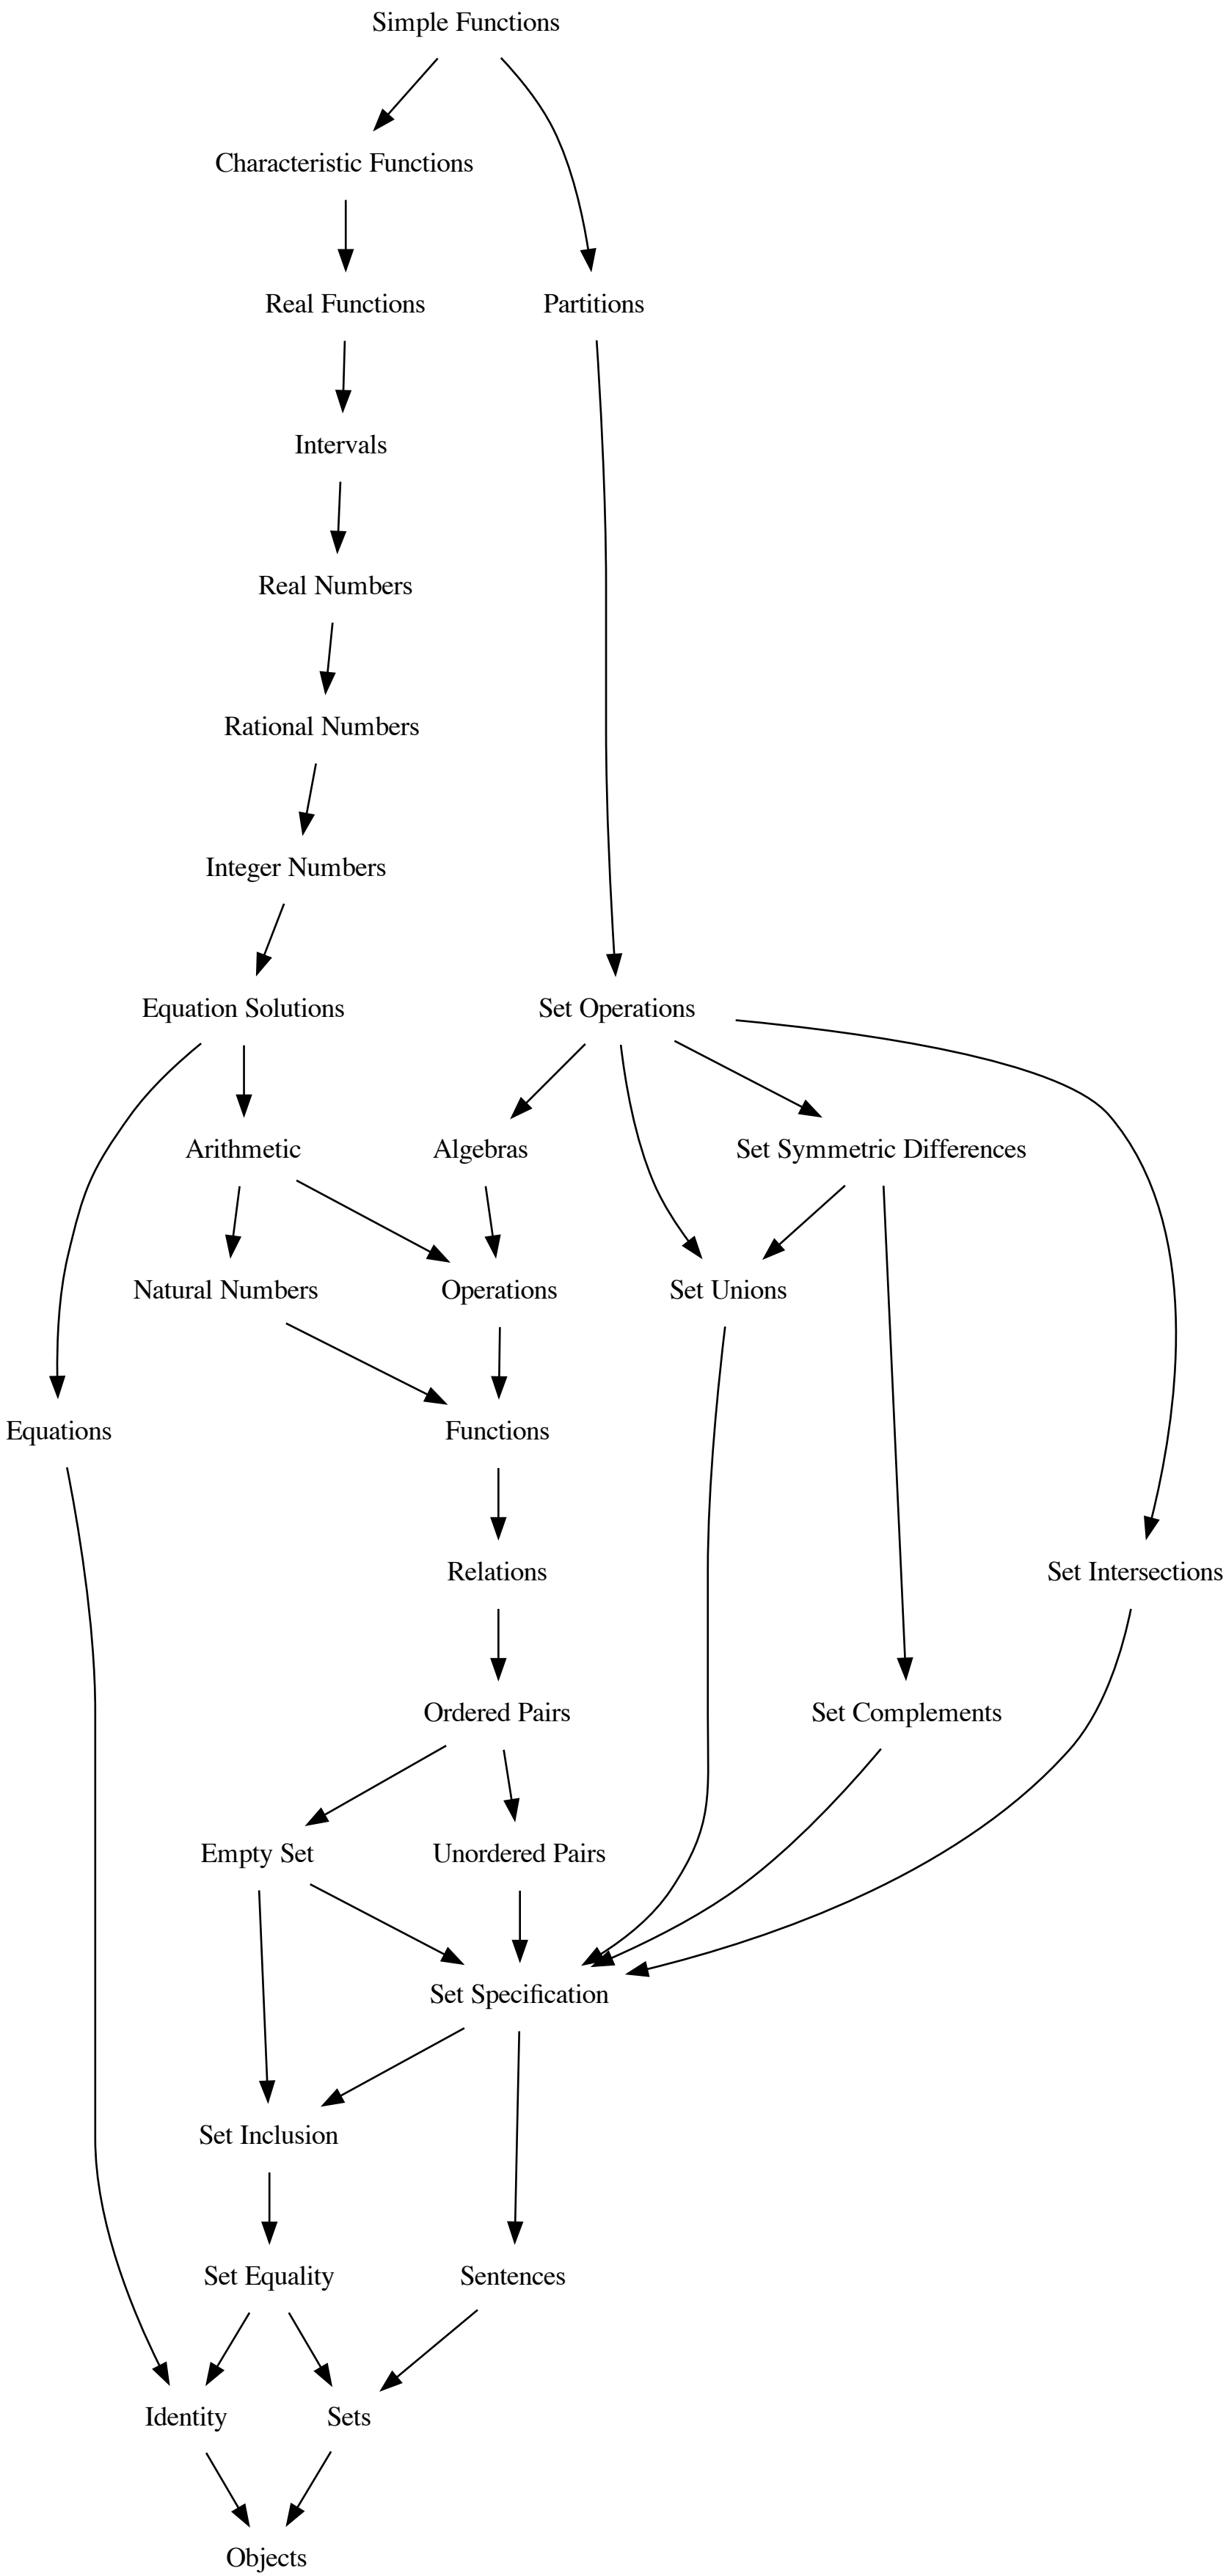 Simple Functions
Characteristic Functions
Real Functions
Partitions
Intervals
Real Numbers
Rational Numbers
Integer Numbers
Equation Solutions
Set Operations
Arithmetic
Algebras
Set Symmetric Differences
Natural Numbers
Operations
Set Unions
Equations
Functions
Relations
Set Intersections
Ordered Pairs
Set Complements
Empty Set
Unordered Pairs
Set Specification
Set Inclusion
Set Equality
Sentences
Identity
Sets
Objects